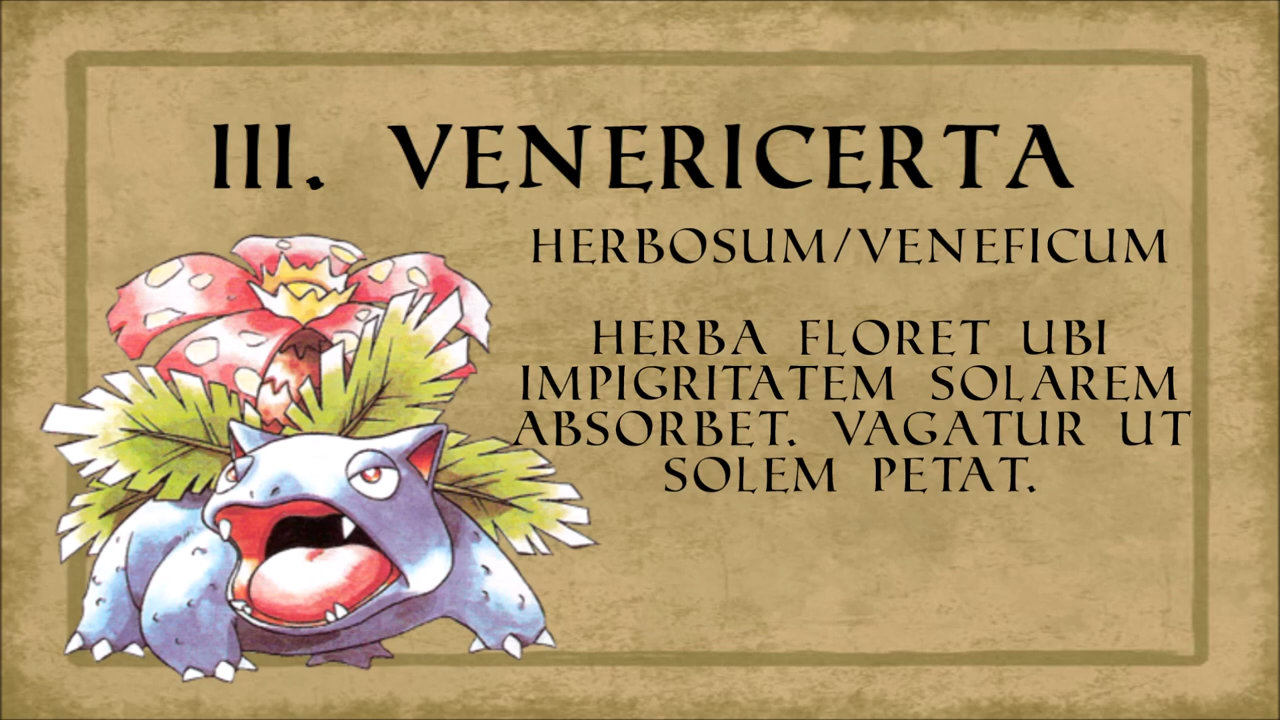 III. VENERICERTA
HERBOSUM/VENEFICUM
HERBA FLORET UBI
IMPIGRITATEM SOLAREM
ABSORBET. VAGATUR UT
SOLEM PETAT.